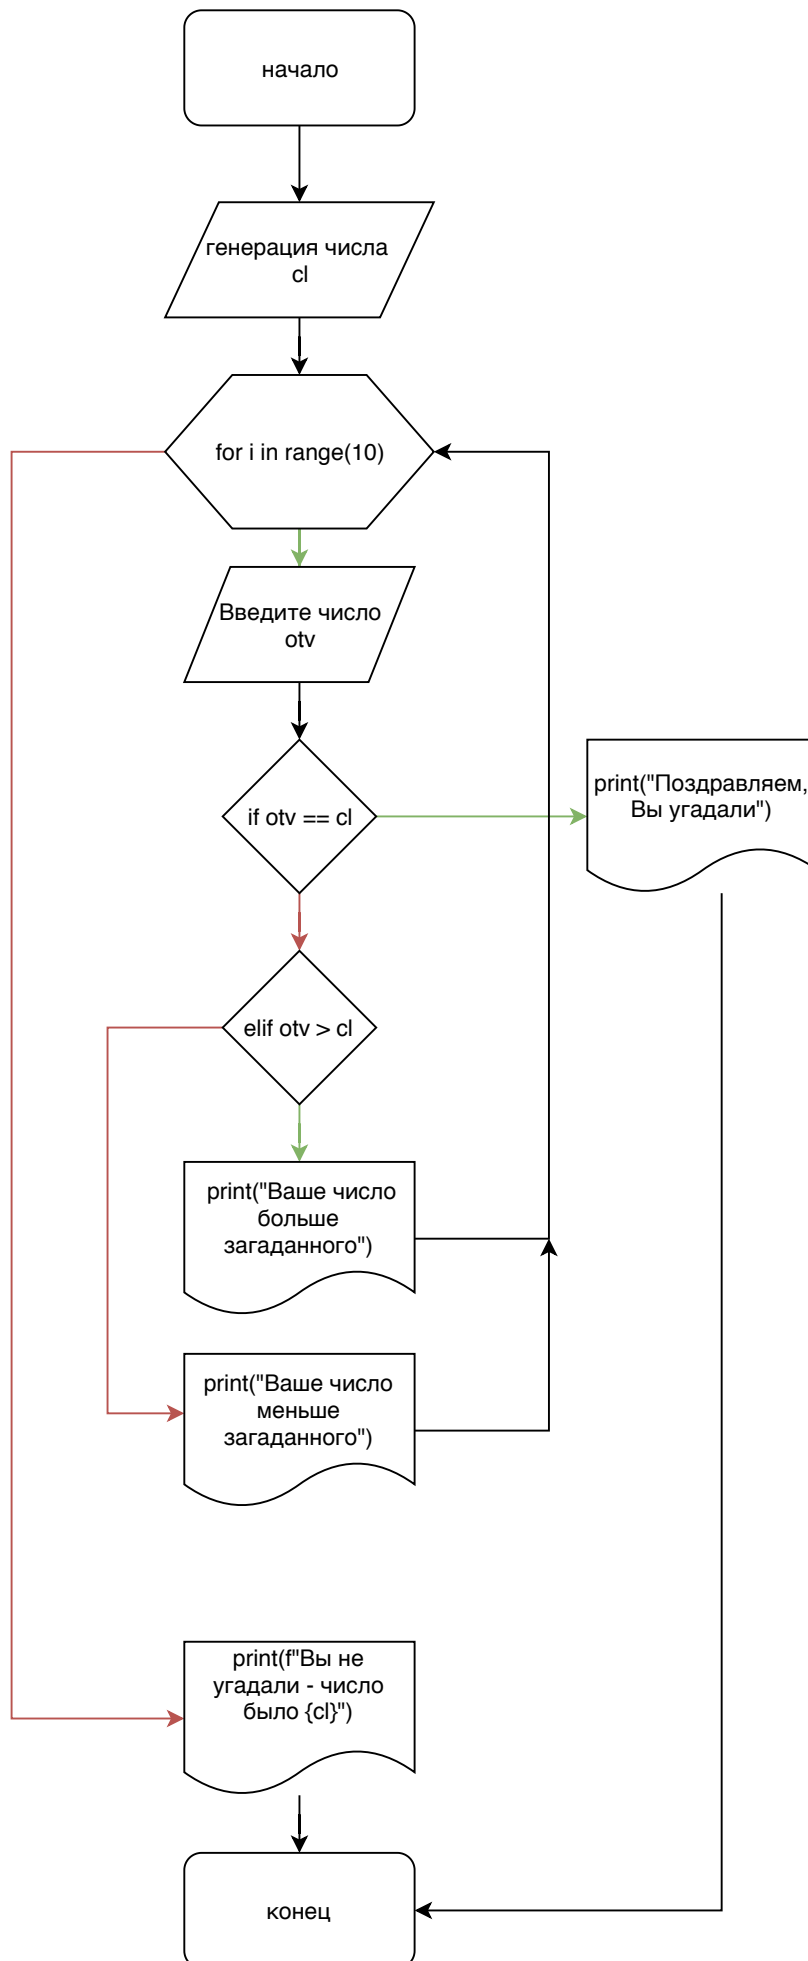 начало
генерация числа
cl
for i in range(10)
Введите число
otv
if otv == cl
print("Поздравляем,
Вы угадали")
elif otv > cl
print("Ваше число
больше
загаданного")
print("Ваше число
меньше
загаданного")
print(f"Вы не
угадали - число
было {cl}")
конец